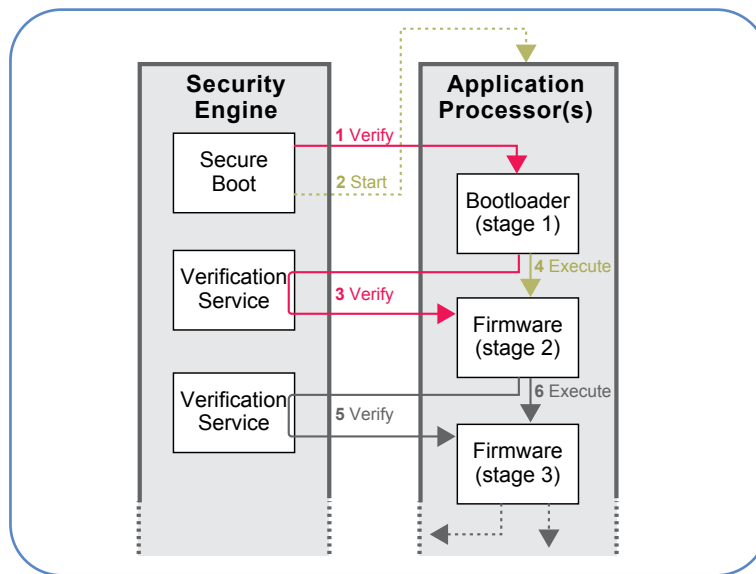 Security
Engine
Application
Processor(s)
1 Verify
Secure
Boot
2 Start
Bootloader
(stage 1)
4 Execute
Verification
Service
3 Verify
Firmware
(stage 2)
6 Execute
Verification
Service
5 Verify
Firmware
(stage 3)